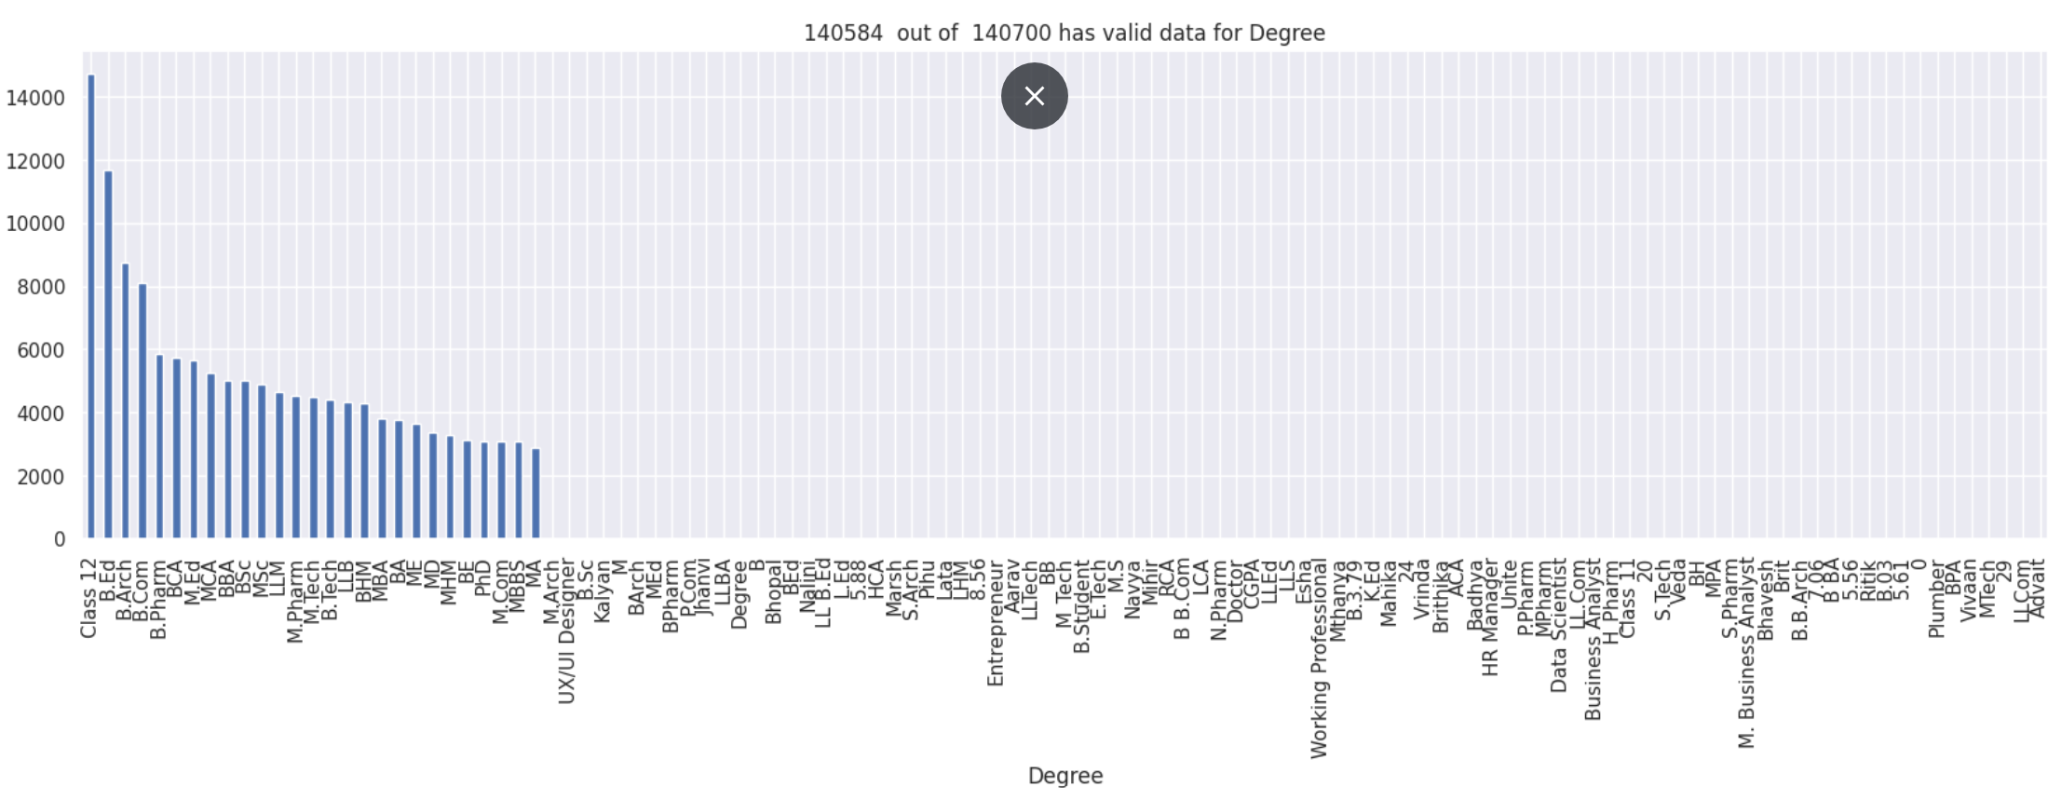 140584 out of 140700 has valid data for Degree
14000
12000
10000
8000
6000
4000
2000
0
Class 12
B.Ed
B.Arch
B.Com
B.Pharm
BCA
M.Ed
MCA
BBA
BSc
MSc
LLM
M.Pharm
M.Tech
B.Tech
LLB
BHM
MBA
BA
ME
MD
MHM
BE
PhD
M.Com
MBBS
MA
M.Arch
UX/UI Designer
B.Sc
Kalyan
M
BArch
MEd
BPharm
P.Com
Jhanvi
LLBA
Degree
B
Bhopal
BEd
Nalini
LL B.Ed
L.Ed
5.88
HCA
Marsh
S.Arch
Pihu
Lata
LHM
8.56
Entrepreneur
Aarav
LLTech
BB
M Tech
B.Student
E.Tech
M.S
Navya
Mihir
RCA
B B.Com
LCA
N.Pharm
Doctor
CGPA
LLEd
LLS
Esha
Working Professional
Mthanya
B.3.79
K.Ed
Mahika
24
Vrinda
Brithika
ACA
Badhya
HR Manager
Unite
P.Pharm
MPharm
Data Scientist
LL.Com
Business Analyst
H_Pharm
Class 11
20
S.Tech
Veda
BH
MPA
S.Pharm
M. Business Analyst
Bhavesh
Brit
B.B.Arch
7.06
B BA
5.56
Ritik
B.03
5.61
0
Plumber
BPA
Vivaan
MTech
29
LLCom
Advait
Degree